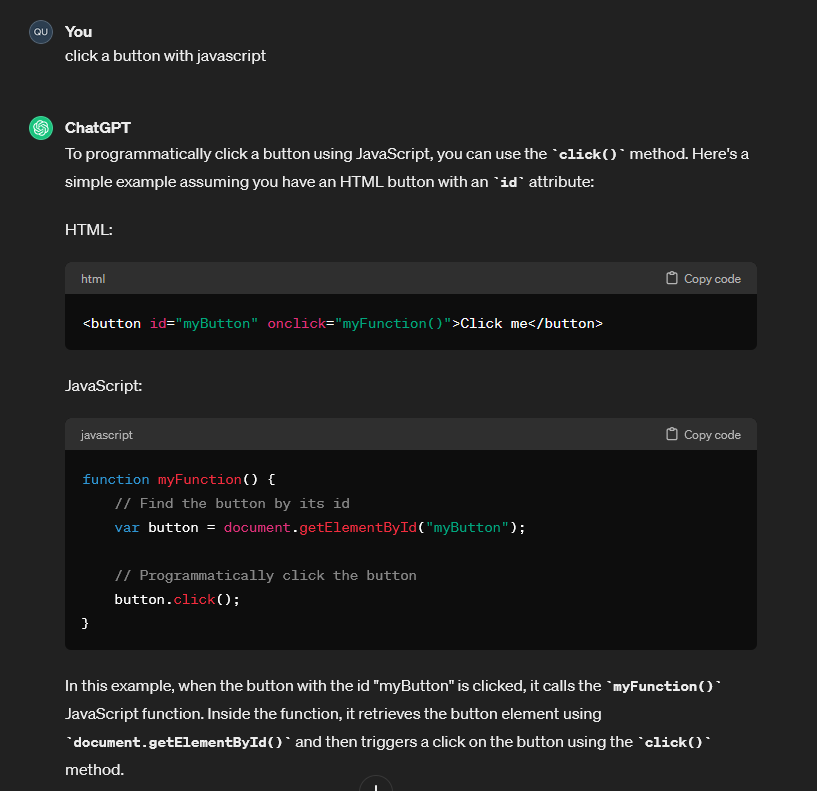 QU
You
click a button with javascript
ChatGPT
To programmatically click a button using JavaScript, you can use the `click()` method. Here's a
simple example assuming you have an HTML button with an `id` attribute:
HTML:
html Copy code
<button id="myButton" onclick="myFunction()">Click me</button>
JavaScript:
javascript Copy code
function myFunction() {
    // Find the button by its id
    var button = document.getElementById("myButton");
    // Programmatically click the button
    button.click();
}
In this example, when the button with the id "myButton" is clicked, it calls the `myFunction()`
JavaScript function. Inside the function, it retrieves the button element using
`document.getElementById()` and then triggers a click on the button using the `click()`
method.